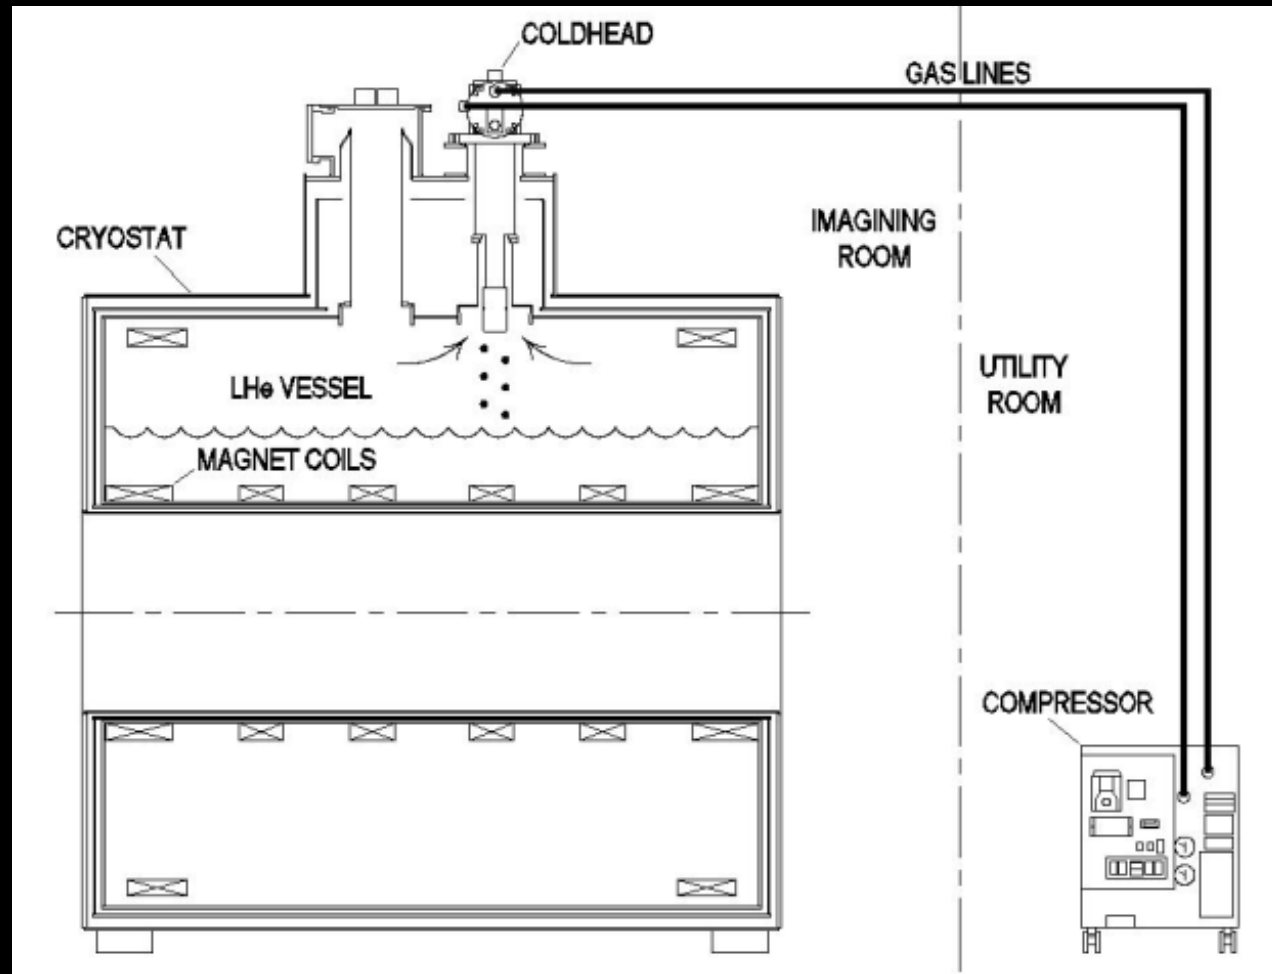 COLDHEAD
GAS LINES
CRYOSTAT
IMAGINING
ROOM
LHe VESSEL
UTILITY
ROOM
MAGNET COILS
COMPRESSOR